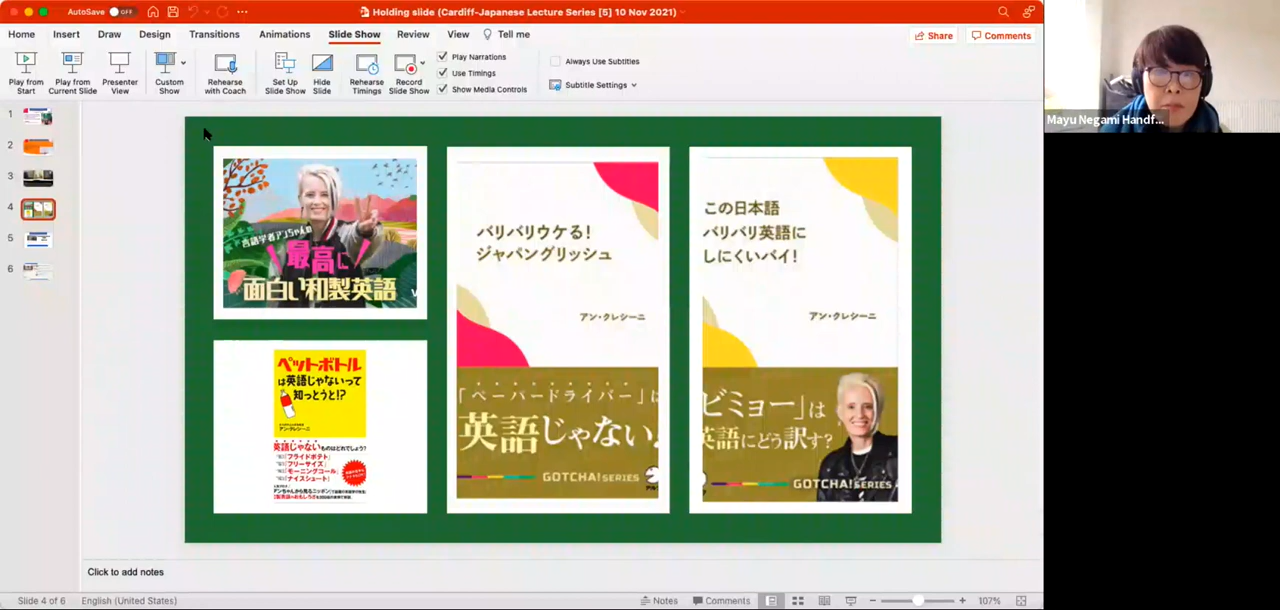 AutoSave OFF
Holding slide (Cardiff-Japanese Lecture Series [5] 10 Nov 2021)
Home Insert Draw Design Transitions Animations Slide Show Review View Tell me
Share Comments
Play from Start
Play from Current Slide
Presenter View
Custom Show
Rehearse with Coach
Set Up Slide Show
Hide Slide
Rehearse Timings
Record Slide Show
Play Narrations
Use Timings
Show Media Controls
Always Use Subtitles
Subtitle Settings
Mayu Negami Handf...
1
2
3
4
5
6
言語学者アンちゃんの
最高に
面白い和製英語
ペットボトル
は英語じゃないって
知っとうと!?
アン・クレシーニ
英語じゃないものはどれでしょう?
「フライドポテト」
「フリーサイズ」
「モーニングコール」
「ナイスシュート」
バリバリウケる!
ジャパングリッシュ
アン・クレシーニ
「ペーパードライバー」は
英語じゃない!
GOTCHA!SERIES
この日本語
バリバリ英語に
しにくいバイ!
アン・クレシーニ
ビミョー」は
英語にどう訳す?
GOTCHA!SERIES
Click to add notes
Slide 4 of 6 English (United States) Notes Comments 107%